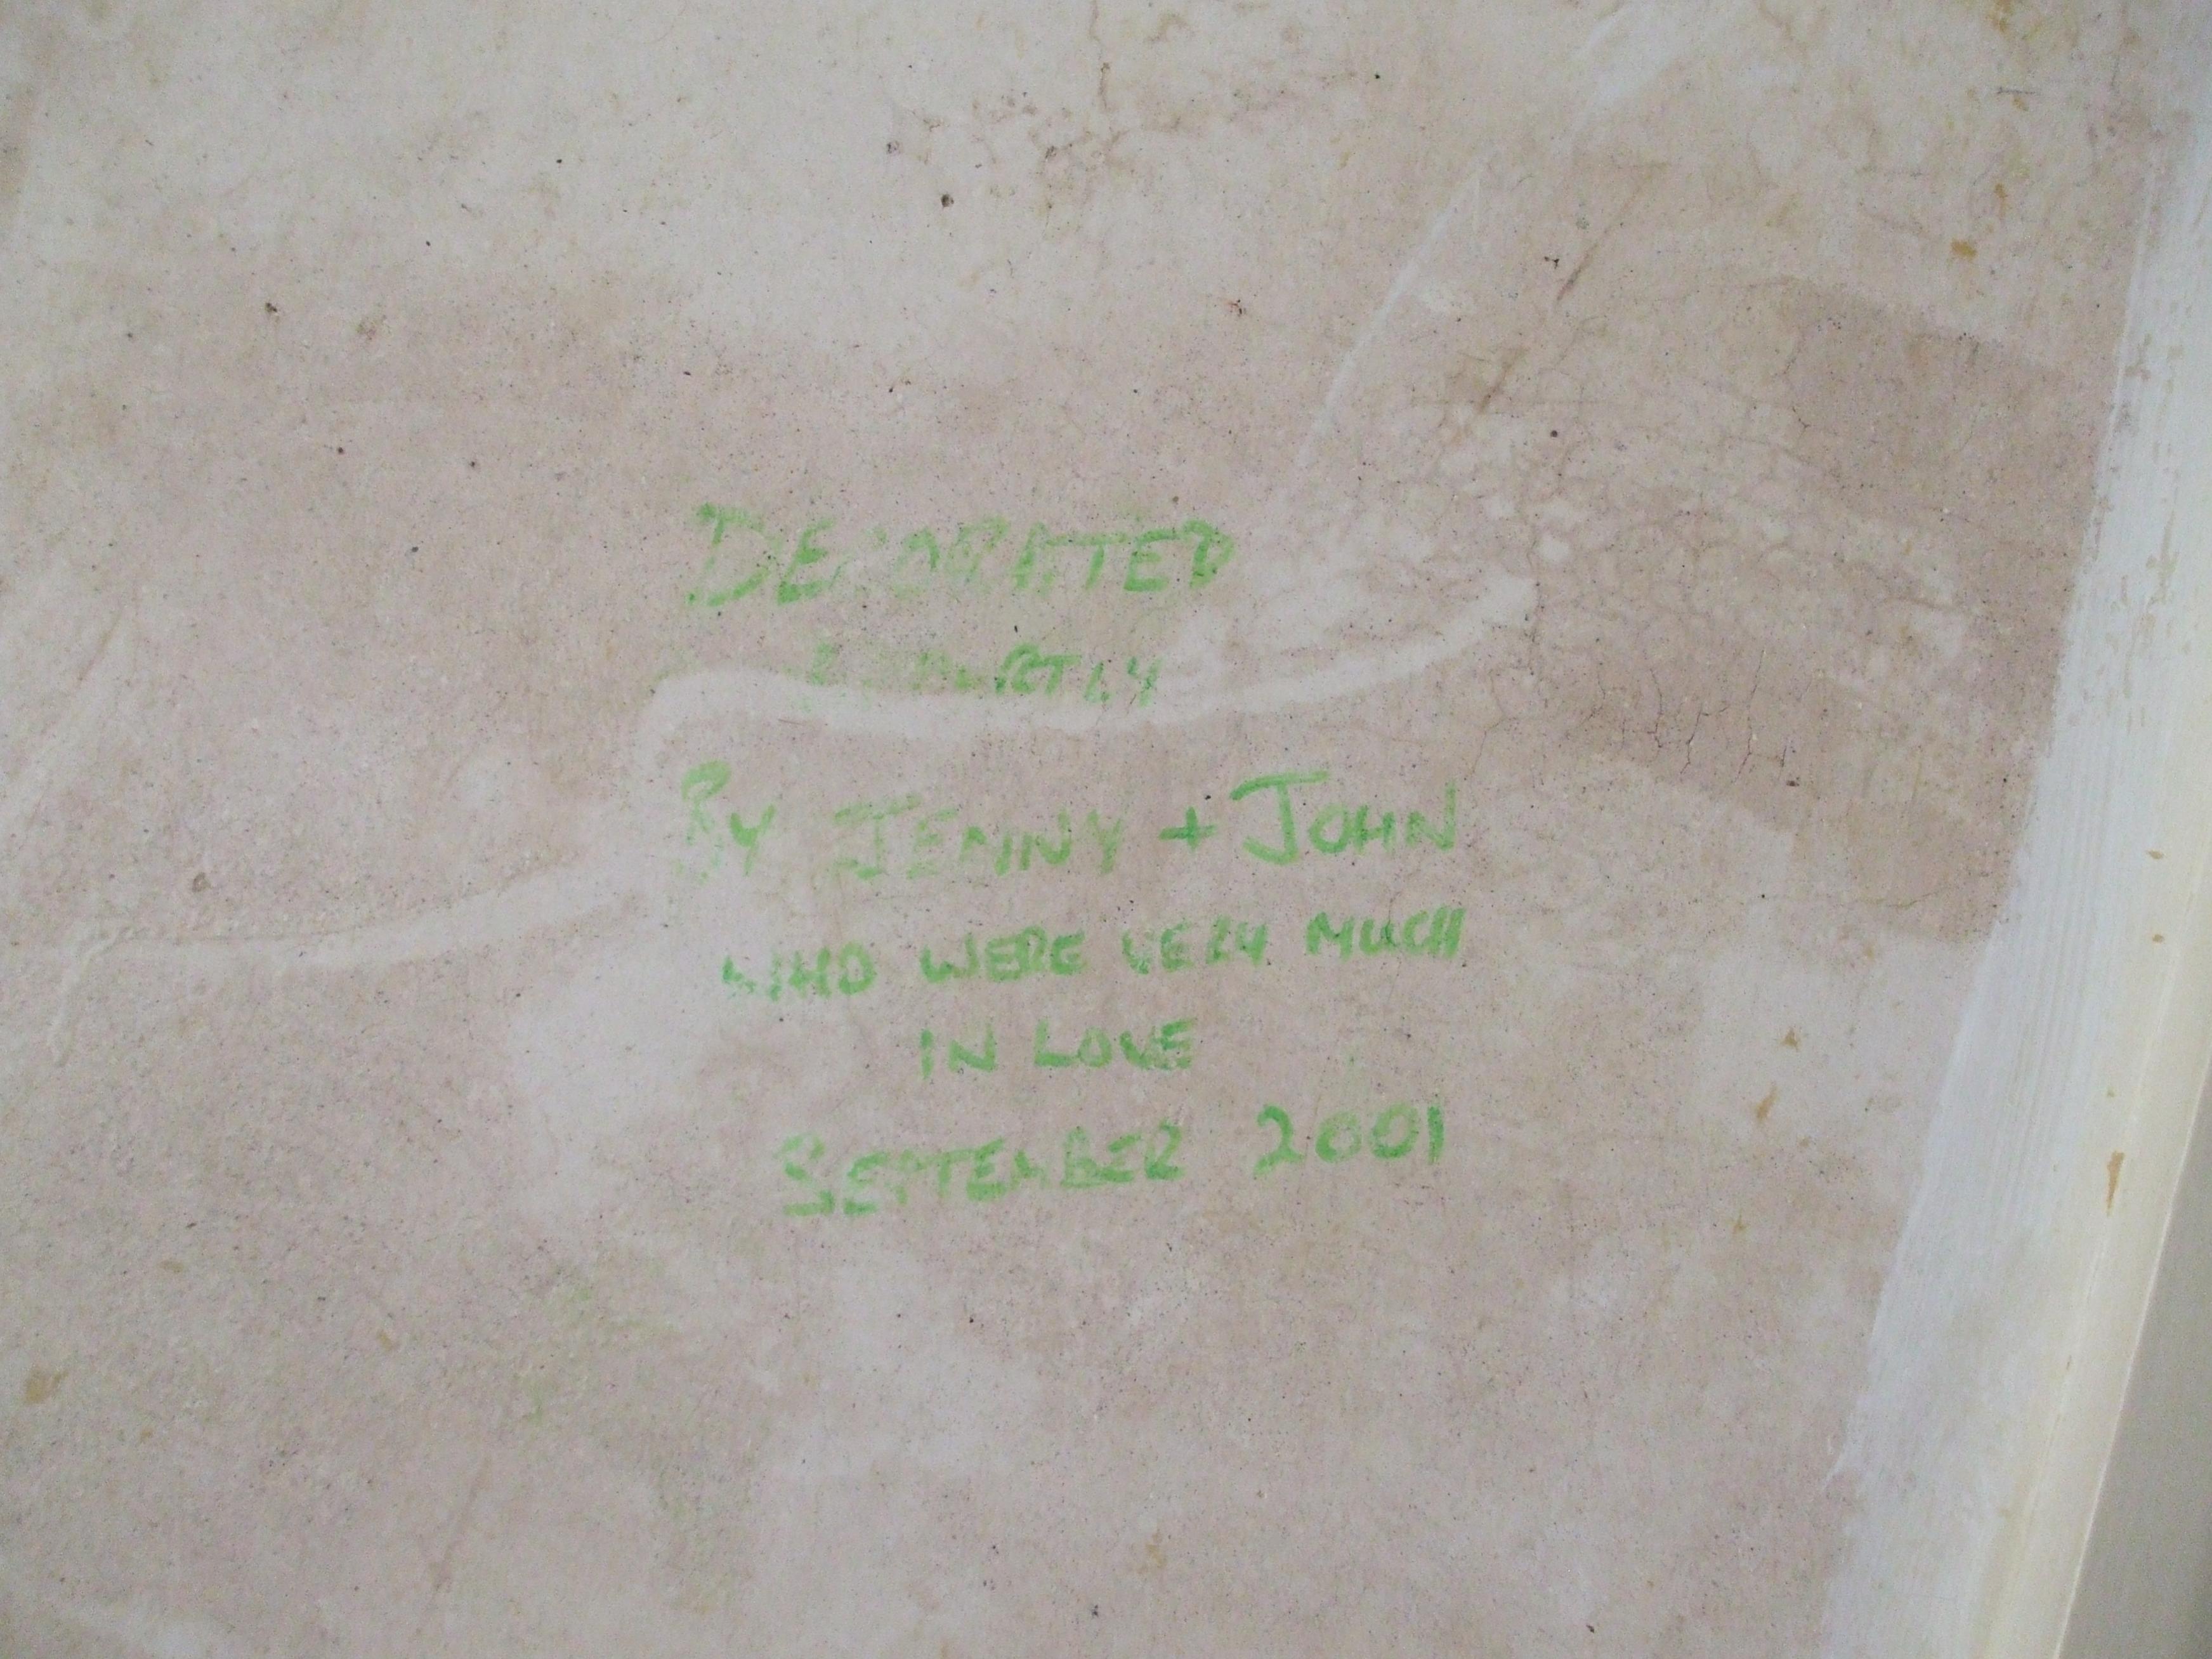 DECORATED
BY JENNY + JOHN
WHO WERE VERY MUCH
IN LOVE
SEPTEMBER 2001